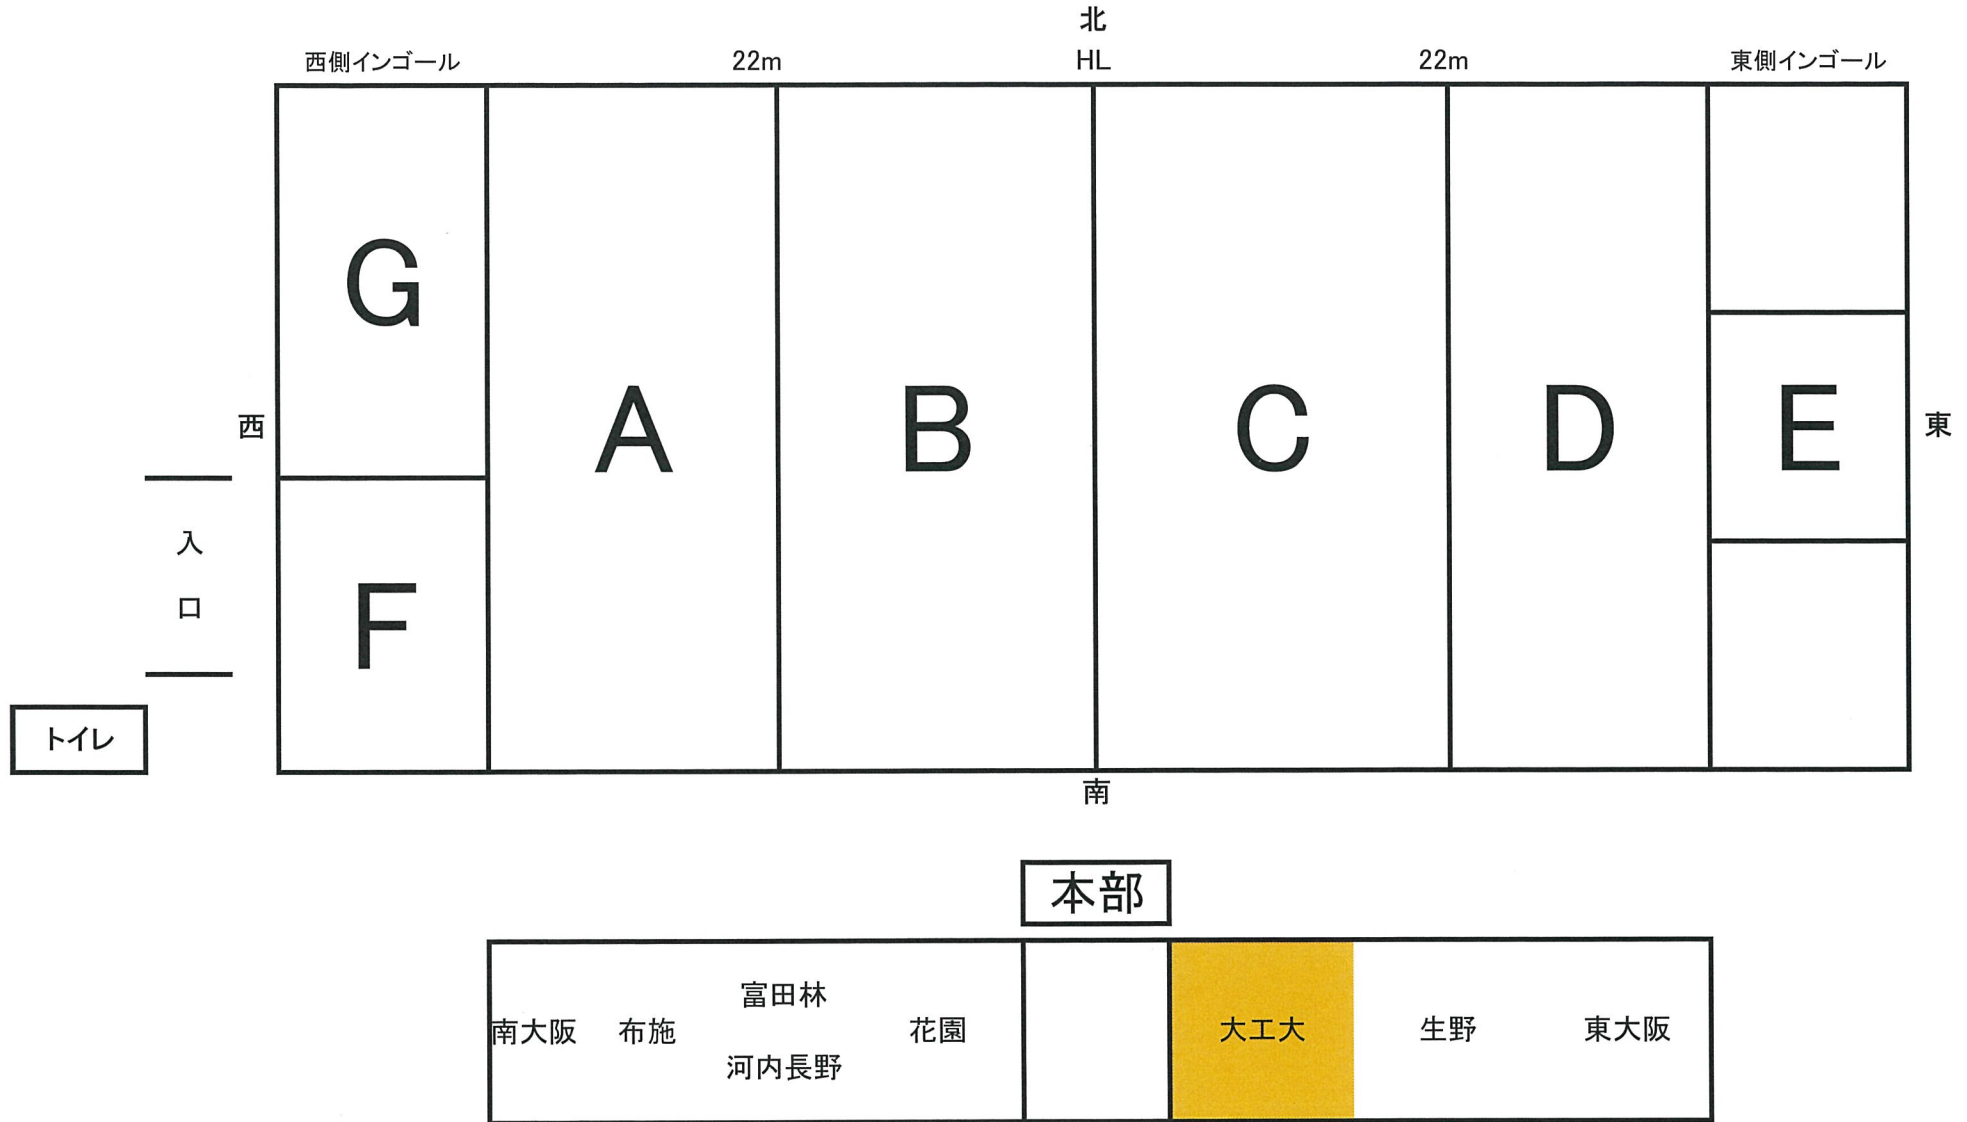 北
西側インゴール 22m HL 22m 東側インゴール
G
A B C D E
西 東
入
口
F
トイレ
南
本部
富田林
南大阪 布施 花園 大工大 生野 東大阪
河内長野